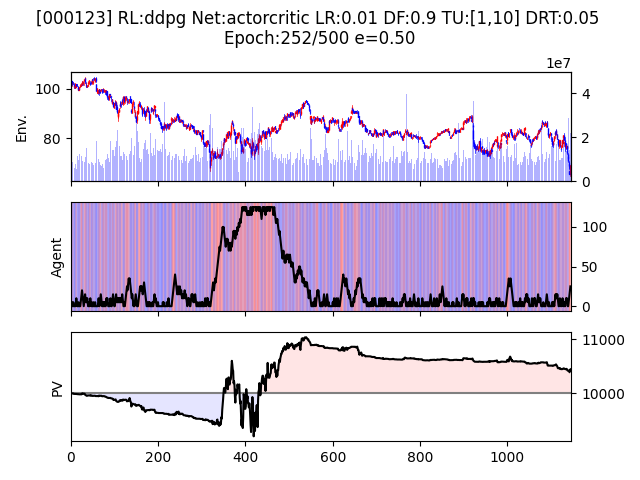 [000123] RL:ddpg Net:actorcritic LR:0.01 DF:0.9 TU:[1,10] DRT:0.05
Epoch:252/500 e=0.50
1e7
100
80
Env.
4
2
0
Agent
100
50
0
PV
11000
10000
0
200
400
600
800
1000